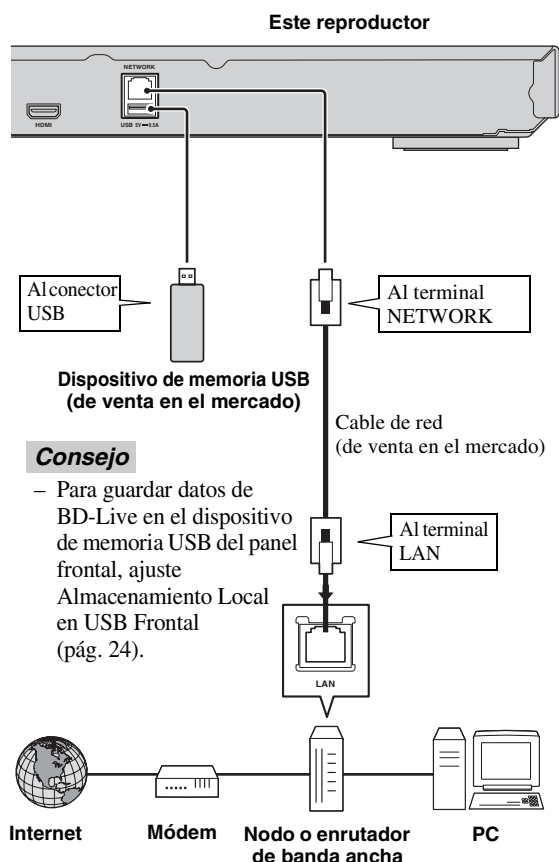 Este reproductor
NETWORK
HDMI
USB 5V⎓0.5A
Al conector
USB
Al terminal
NETWORK
Dispositivo de memoria USB
(de venta en el mercado)
Cable de red
(de venta en el mercado)
Consejo
– Para guardar datos de
BD-Live en el dispositivo
de memoria USB del panel
frontal, ajuste
Almacenamiento Local
en USB Frontal
(pág. 24).
Al terminal
LAN
LAN
Internet
Módem
Nodo o enrutador
de banda ancha
PC